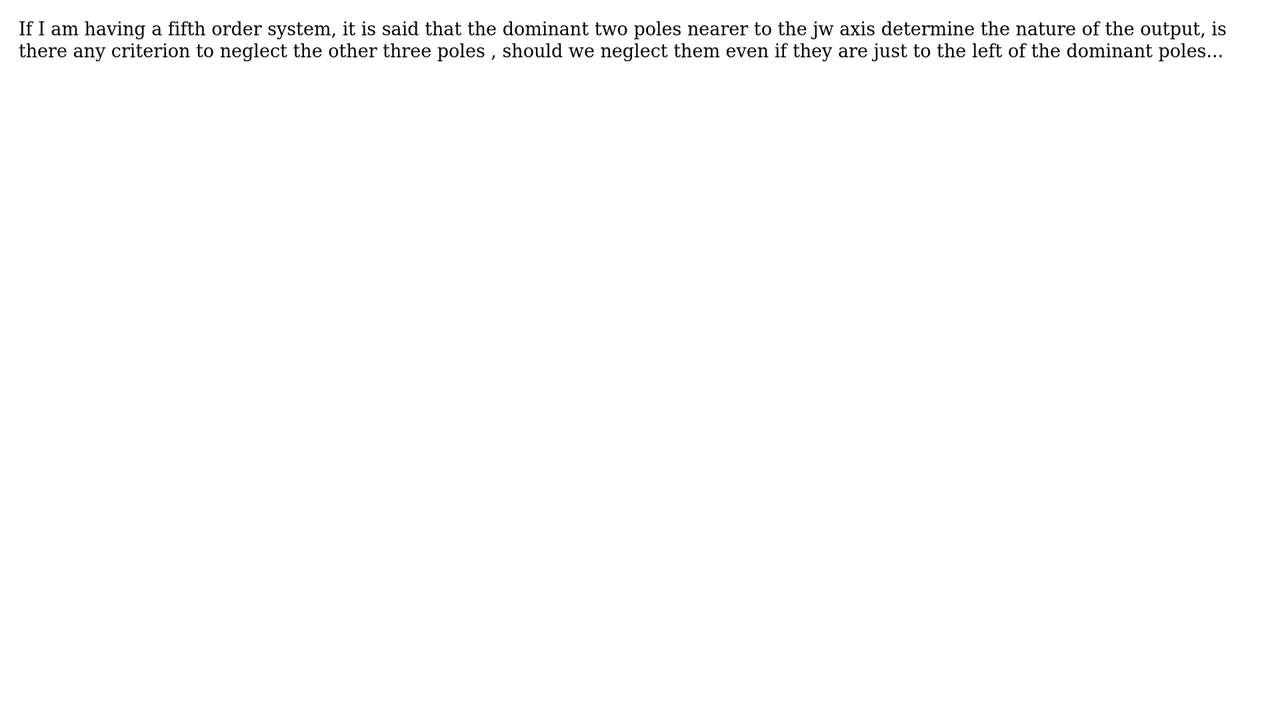 If I am having a fifth order system, it is said that the dominant two poles nearer to the jw axis determine the nature of the output, is
there any criterion to neglect the other three poles , should we neglect them even if they are just to the left of the dominant poles...